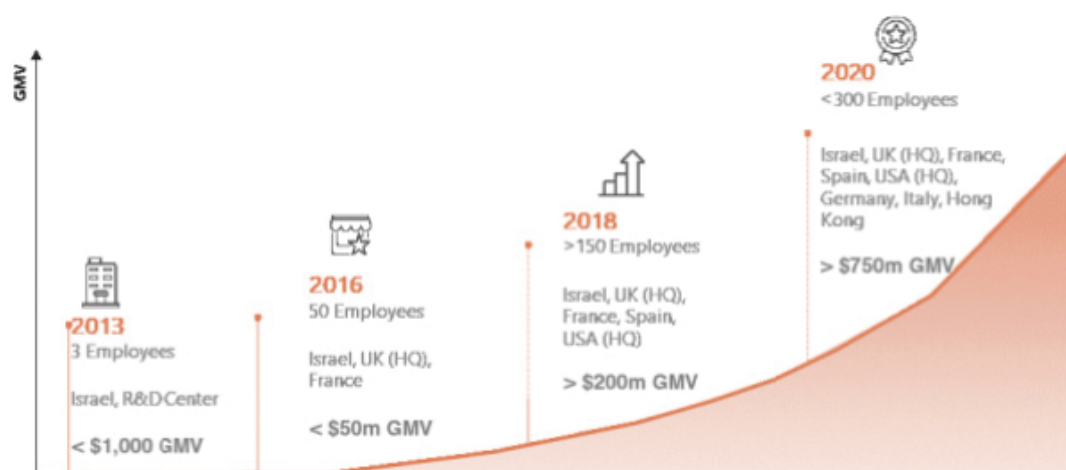 GMV
2013
3 Employees
Israel, R&D Center
< $1,000 GMV
2016
50 Employees
Israel, UK (HQ),
France
< $50m GMV
2018
>150 Employees
Israel, UK (HQ),
France, Spain,
USA (HQ)
> $200m GMV
2020
<300 Employees
Israel, UK (HQ), France,
Spain, USA (HQ),
Germany, Italy, Hong
Kong
> $750m GMV